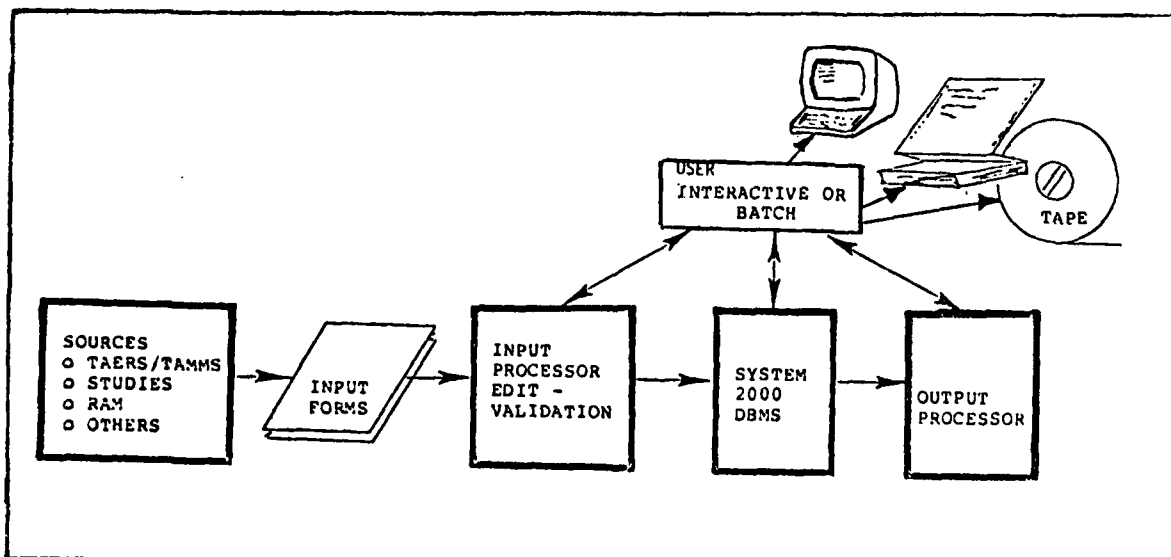 USER
INTERACTIVE OR
BATCH
TAPE
SOURCES
o TAERS/TAMMS
o STUDIES
o RAM
o OTHERS
INPUT
FORMS
INPUT
PROCESSOR
EDIT -
VALIDATION
SYSTEM
2000
DBMS
OUTPUT
PROCESSOR